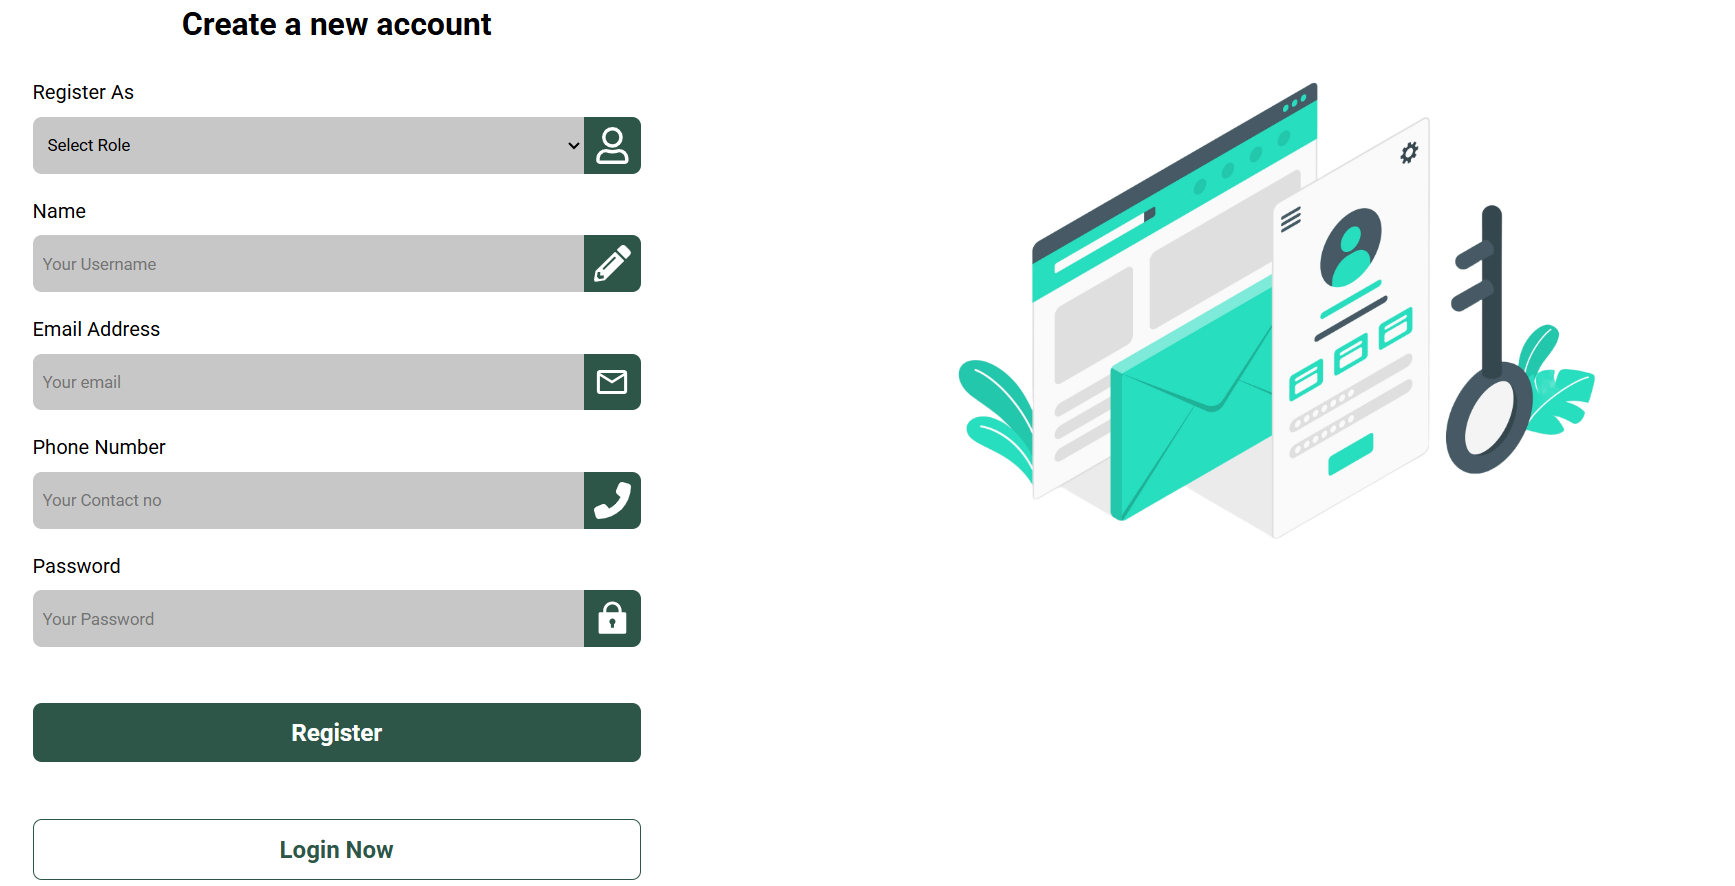 Create a new account
Register As
Select Role
Name
Your Username
Email Address
Your email
Phone Number
Your Contact no
Password
Your Password
Register
Login Now